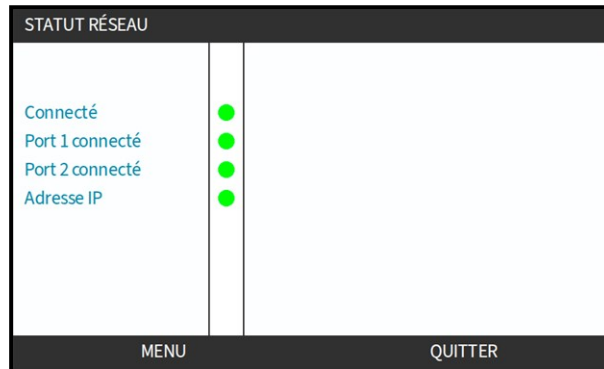 STATUT RÉSEAU
Connecté
Port 1 connecté
Port 2 connecté
Adresse IP
MENU QUITTER